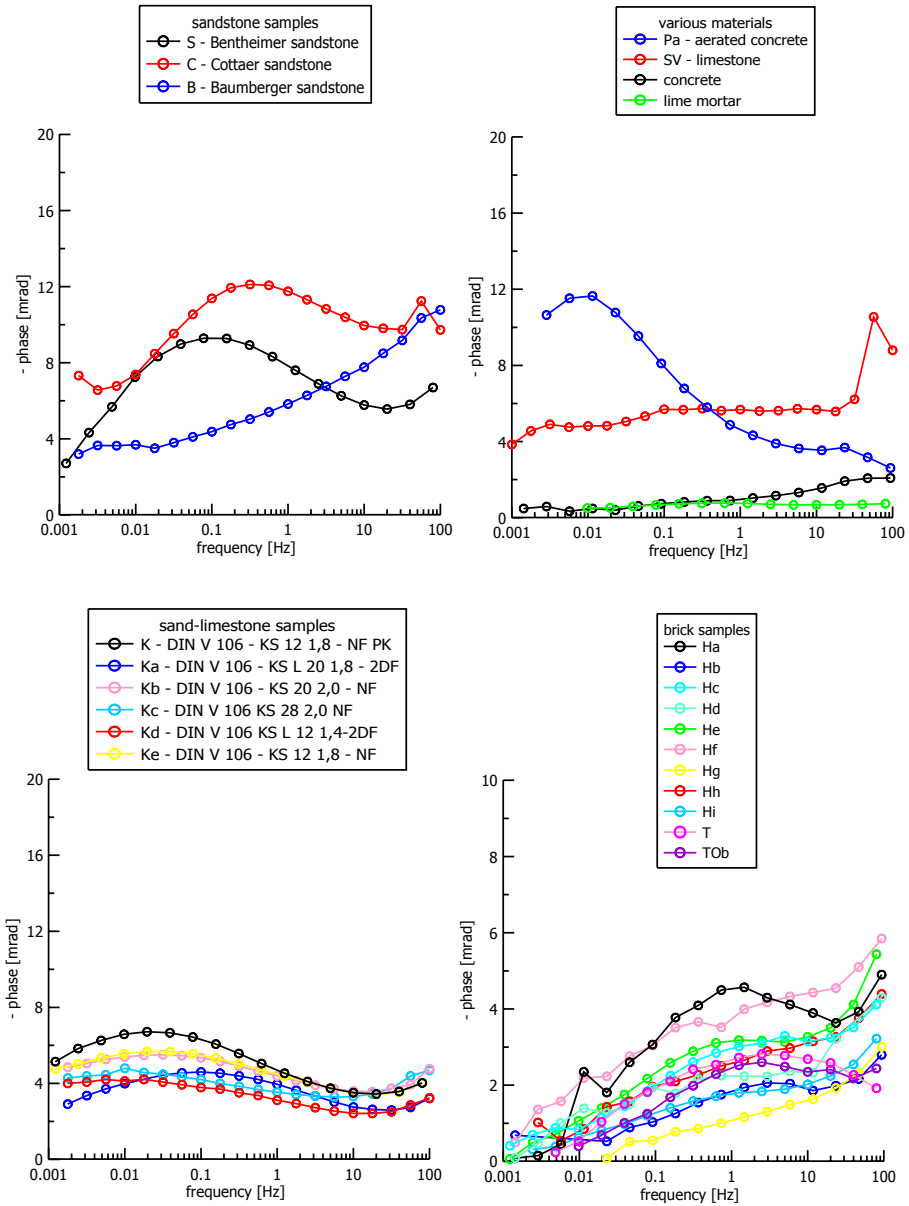 sandstone samples
S - Bentheimer sandstone
C - Cottaer sandstone
B - Baumberger sandstone
20
16
12
8
4
0
- phase [mrad]
0.001
0.01
0.1
1
10
100
frequency [Hz]
various materials
Pa - aerated concrete
SV - limestone
concrete
lime mortar
20
16
12
8
4
0
- phase [mrad]
0.001
0.01
0.1
1
10
100
frequency [Hz]
sand-limestone samples
K - DIN V 106 - KS 12 1,8 - NF PK
Ka - DIN V 106 - KS L 20 1,8 - 2DF
Kb - DIN V 106 - KS 20 2,0 - NF
Kc - DIN V 106 KS 28 2,0 NF
Kd - DIN V 106 KS L 12 1,4-2DF
Ke - DIN V 106 - KS 12 1,8 - NF
20
16
12
8
4
0
- phase [mrad]
0.001
0.01
0.1
1
10
100
frequency [Hz]
brick samples
Ha
Hb
Hc
Hd
He
Hf
Hg
Hh
Hi
T
TOb
10
8
6
4
2
0
- phase [mrad]
0.001
0.01
0.1
1
10
100
frequency [Hz]